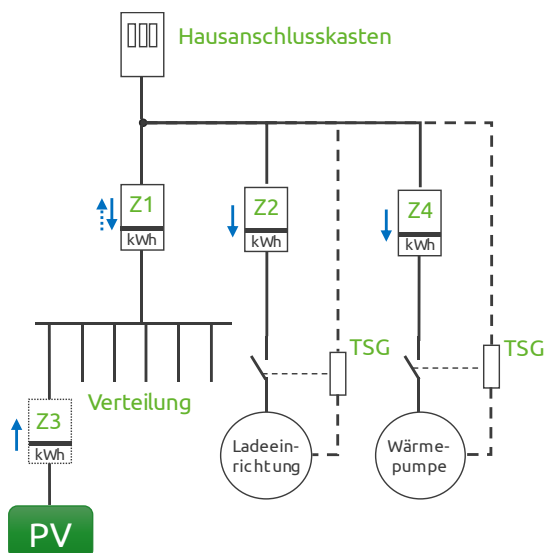 Hausanschlusskasten
Z1
kWh
Z2
kWh
Z4
kWh
TSG
TSG
Verteilung
Z3
kWh
Ladeein-
richtung
Wärme-
pumpe
PV